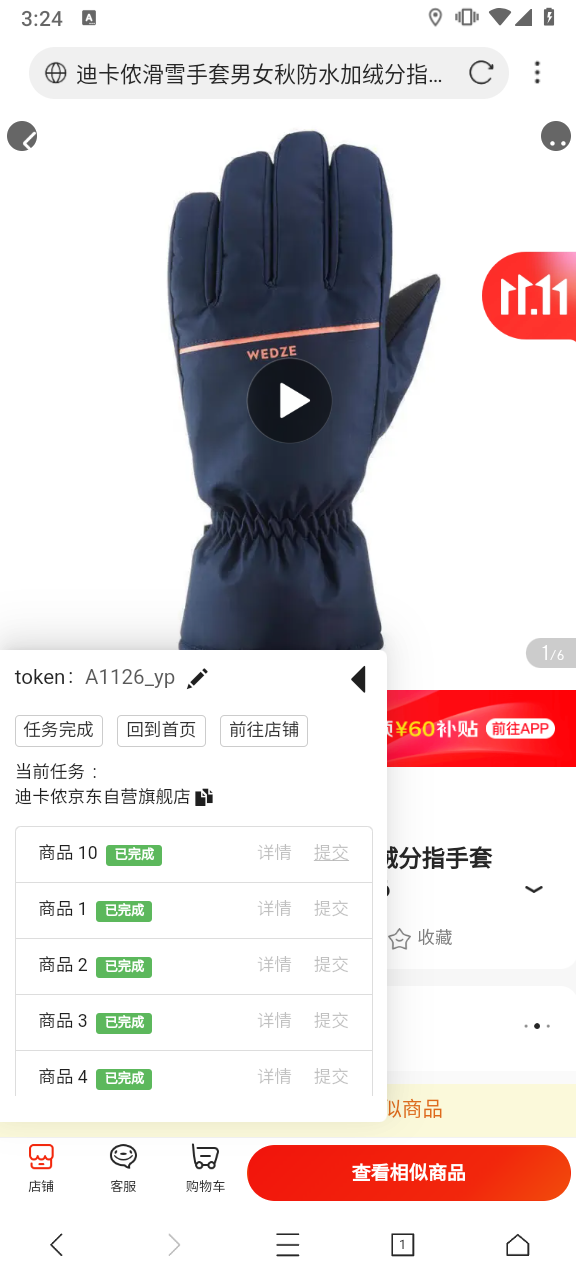 3:24
迪卡侬滑雪手套男女秋防水加绒分指...
11.11
WEDZE
1/6
token： A1126_yp
任务完成 回到首页 前往店铺
¥60补贴 前往APP
当前任务：
迪卡侬京东自营旗舰店
商品 10 已完成 详情 提交
绒分指手套
商品 1 已完成 详情 提交
收藏
商品 2 已完成 详情 提交
商品 3 已完成 详情 提交
商品 4 已完成 详情 提交
似商品
店铺 客服 购物车 查看相似商品
1